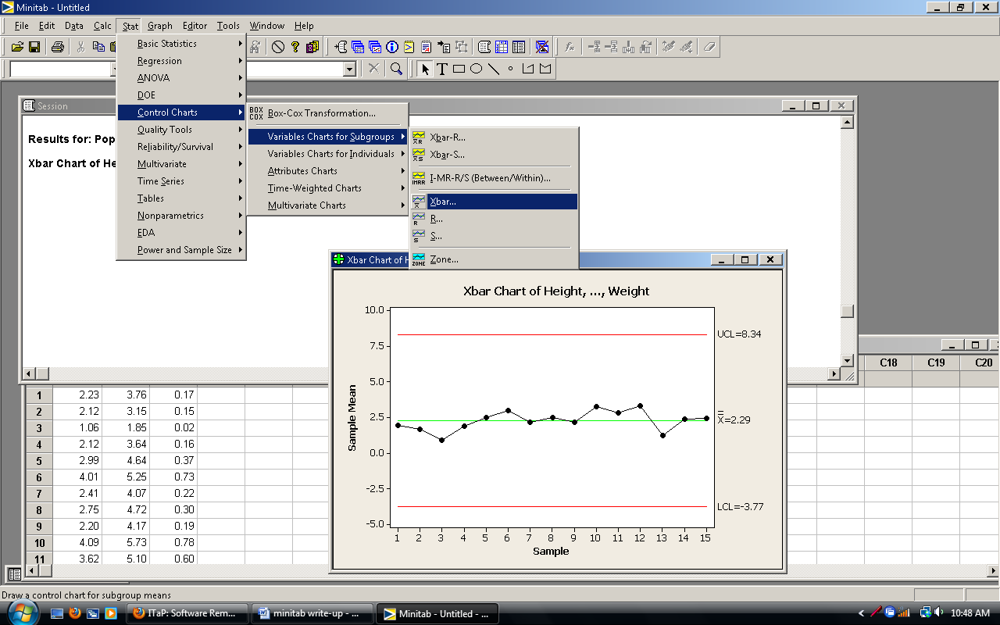 Minitab - Untitled
File Edit Data Calc Stat Graph Editor Tools Window Help
Basic Statistics
Regression
ANOVA
DOE
Control Charts
Quality Tools
Reliability/Survival
Multivariate
Time Series
Tables
Nonparametrics
EDA
Power and Sample Size
BOX COX Box-Cox Transformation...
Variables Charts for Subgroups
Variables Charts for Individuals
Attributes Charts
Time-Weighted Charts
Multivariate Charts
Xbar-R...
Xbar-S...
I-MR-R/S (Between/Within)...
Xbar...
R...
S...
ZONE Zone...
Session
Results for: Pop
Xbar Chart of He
Xbar Chart of H
Xbar Chart of Height, ..., Weight
10.0
7.5
5.0
2.5
0.0
-2.5
-5.0
Sample Mean
UCL=8.34
X=2.29
LCL=-3.77
1 2 3 4 5 6 7 8 9 10 11 12 13 14 15
Sample
C18 C19 C20
1 2.23 3.76 0.17
2 2.12 3.15 0.15
3 1.06 1.85 0.02
4 2.12 3.64 0.16
5 2.99 4.64 0.37
6 4.01 5.25 0.73
7 2.41 4.07 0.22
8 2.75 4.72 0.30
9 2.20 4.17 0.19
10 4.09 5.73 0.78
11 3.62 5.10 0.60
Draw a control chart for subgroup means
ITaP: Software Rem... minitab write-up - ... Minitab - Untitled - ... 10:48 AM